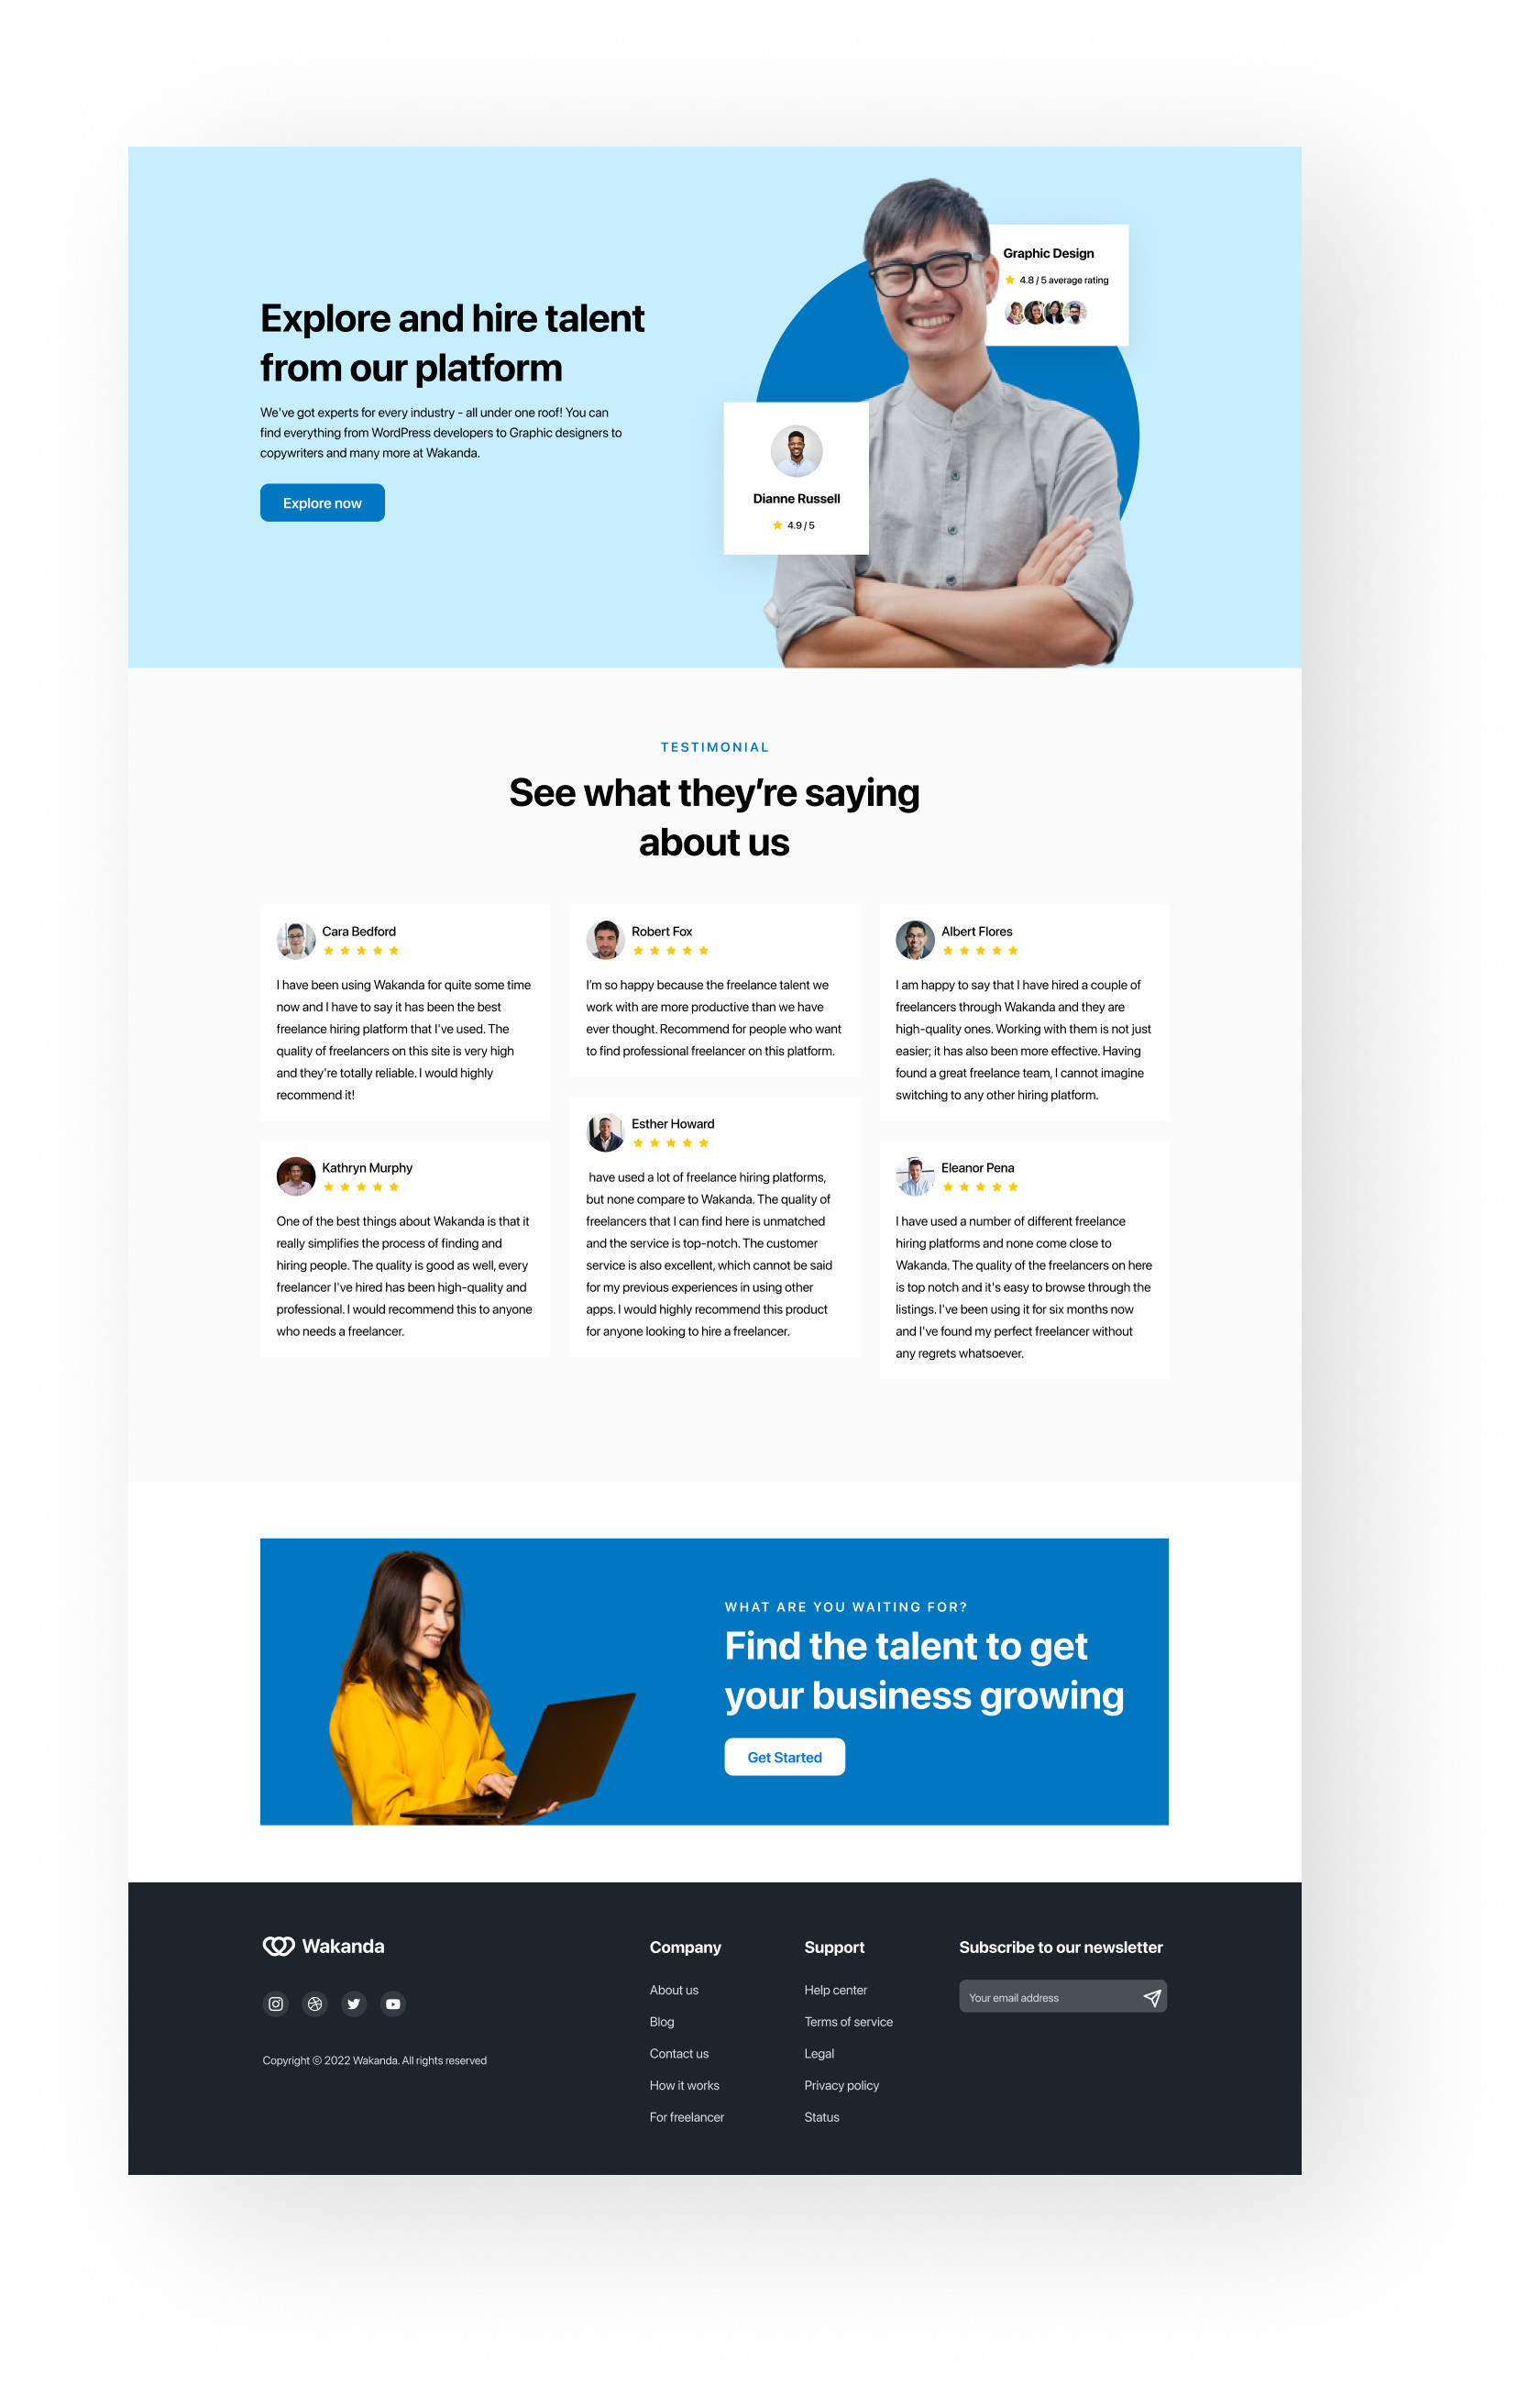 Explore and hire talent
from our platform
We've got experts for every industry - all under one roof! You can
find everything from WordPress developers to Graphic designers to
copywriters and many more at Wakanda.
Explore now
Graphic Design
4.8 / 5 average rating
Dianne Russell
4.9 / 5
TESTIMONIAL
See what they’re saying
about us
Cara Bedford
I have been using Wakanda for quite some time
now and I have to say it has been the best
freelance hiring platform that I've used. The
quality of freelancers on this site is very high
and they're totally reliable. I would highly
recommend it!
Kathryn Murphy
One of the best things about Wakanda is that it
really simplifies the process of finding and
hiring people. The quality is good as well, every
freelancer I've hired has been high-quality and
professional. I would recommend this to anyone
who needs a freelancer.
Robert Fox
I’m so happy because the freelance talent we
work with are more productive than we have
ever thought. Recommend for people who want
to find professional freelancer on this platform.
Esther Howard
have used a lot of freelance hiring platforms,
but none compare to Wakanda. The quality of
freelancers that I can find here is unmatched
and the service is top-notch. The customer
service is also excellent, which cannot be said
for my previous experiences in using other
apps. I would highly recommend this product
for anyone looking to hire a freelancer.
Albert Flores
I am happy to say that I have hired a couple of
freelancers through Wakanda and they are
high-quality ones. Working with them is not just
easier; it has also been more effective. Having
found a great freelance team, I cannot imagine
switching to any other hiring platform.
Eleanor Pena
I have used a number of different freelance
hiring platforms and none come close to
Wakanda. The quality of the freelancers on here
is top notch and it's easy to browse through the
listings. I've been using it for six months now
and I've found my perfect freelancer without
any regrets whatsoever.
WHAT ARE YOU WAITING FOR?
Find the talent to get
your business growing
Get Started
Wakanda
Copyright © 2022 Wakanda. All rights reserved
Company
About us
Blog
Contact us
How it works
For freelancer
Support
Help center
Terms of service
Legal
Privacy policy
Status
Subscribe to our newsletter
Your email address